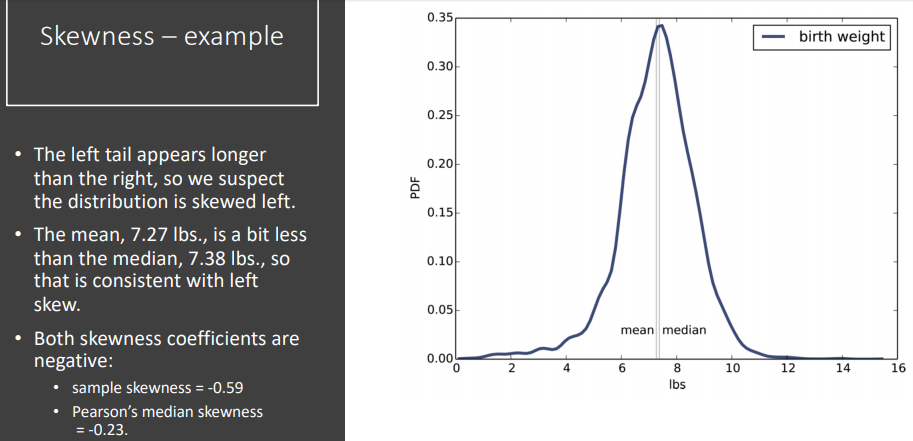 Skewness – example
• The left tail appears longer
than the right, so we suspect
the distribution is skewed left.
• The mean, 7.27 lbs., is a bit less
than the median, 7.38 lbs., so
that is consistent with left
skew.
• Both skewness coefficients are
negative:
• sample skewness = -0.59
• Pearson’s median skewness
= -0.23.
birth weight
PDF
0.35
0.30
0.25
0.20
0.15
0.10
0.05
0.00
mean median
0 2 4 6 8 10 12 14 16
lbs